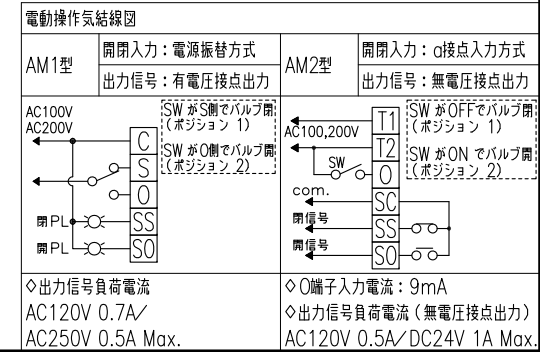 電動操作気結線図
AM1型
開閉入力：電源振替方式
出力信号：有電圧接点出力
AM2型
開閉入力：a接点入力方式
出力信号：無電圧接点出力
AC100V
AC200V
SW がS側でバルブ閉
(ポジション 1)
SW がO側でバルブ開
(ポジション 2)
C
S
O
閉PL
SS
開PL
SO
AC100,200V
SW がOFFでバルブ閉
(ポジション 1)
SW がON でバルブ開
(ポジション 2)
T1
T2
SW
O
com.
SC
閉信号
SS
開信号
SO
◇出力信号負荷電流
AC120V 0.7A/
AC250V 0.5A Max.
◇O端子入力電流：9mA
◇出力信号負荷電流(無電圧接点出力)
AC120V 0.5A/DC24V 1A Max.